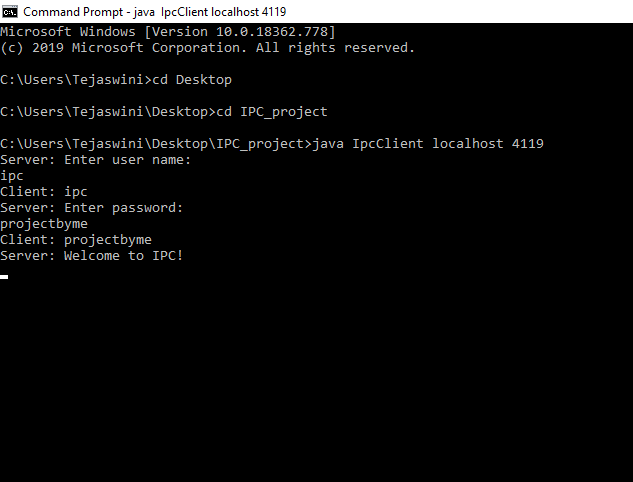 Command Prompt - java  IpcClient localhost 4119
Microsoft Windows [Version 10.0.18362.778]
(c) 2019 Microsoft Corporation. All rights reserved.
C:\Users\Tejaswini>cd Desktop
C:\Users\Tejaswini\Desktop>cd IPC_project
C:\Users\Tejaswini\Desktop\IPC_project>java IpcClient localhost 4119
Server: Enter user name:
ipc
Client: ipc
Server: Enter password:
projectbyme
Client: projectbyme
Server: Welcome to IPC!